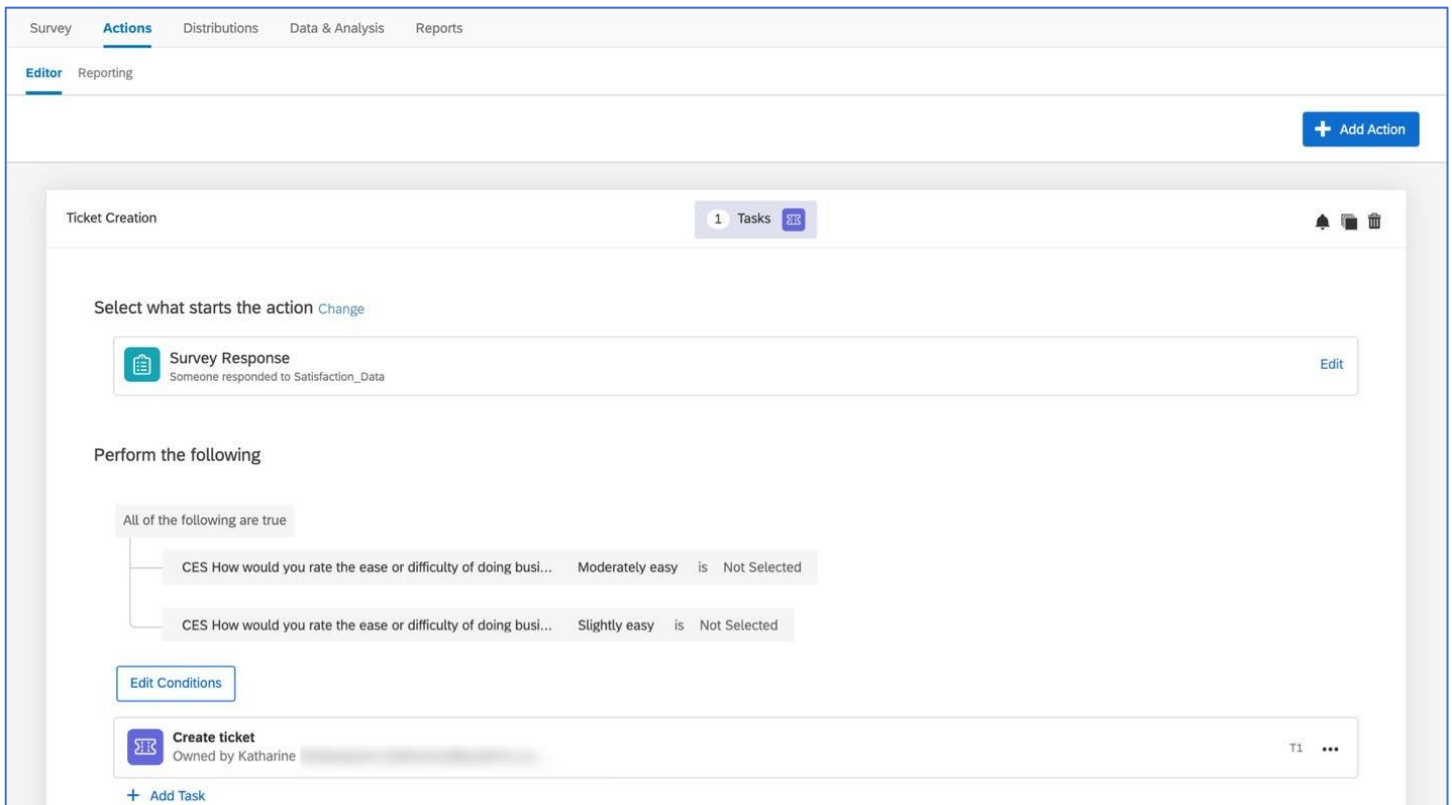 Survey Actions Distributions Data & Analysis Reports
Editor Reporting
Add Action
Ticket Creation 1 Tasks
Select what starts the action Change
Survey Response
Someone responded to Satisfaction_Data
Edit
Perform the following
All of the following are true
CES How would you rate the ease or difficulty of doing busi... Moderately easy is Not Selected
CES How would you rate the ease or difficulty of doing busi... Slightly easy is Not Selected
Edit Conditions
Create ticket
Owned by Katharine
T1
+ Add Task